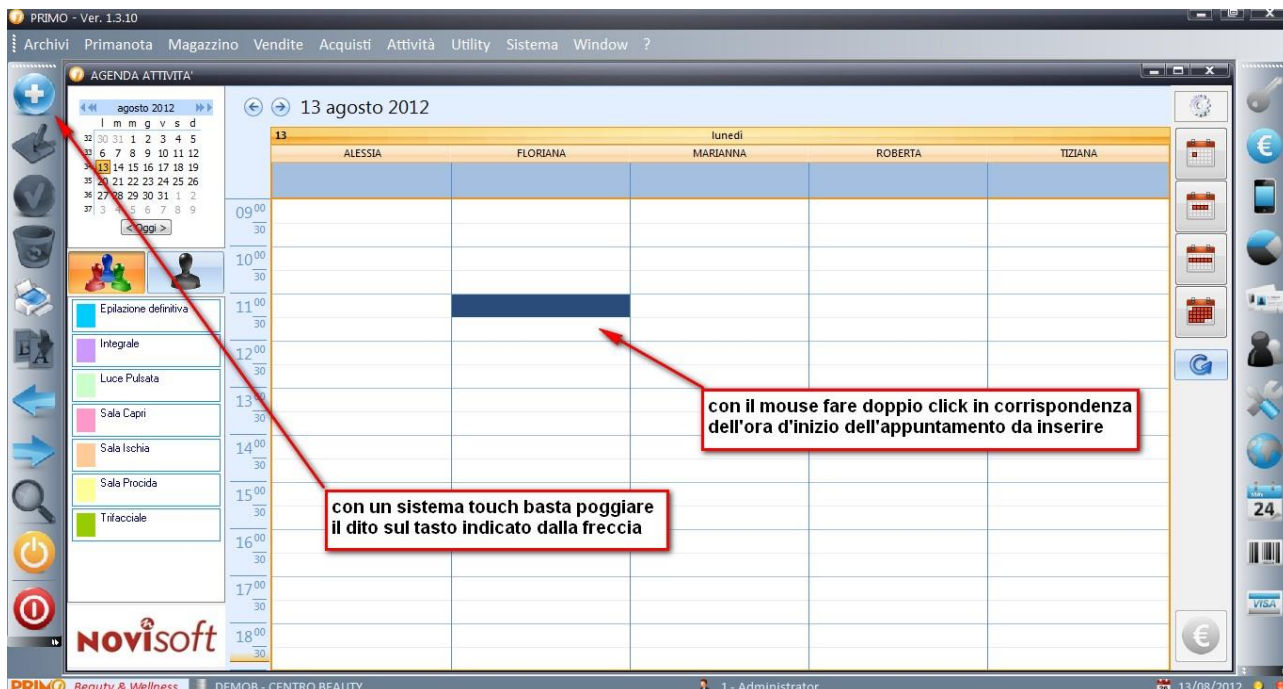 PRIMO - Ver. 1.3.10
Archivi Primanota Magazzino Vendite Acquisti Attività Utility Sistema Window ?
AGENDA ATTIVITA'
agosto 2012
l m m g v s d
32 30 31 1 2 3 4 5
33 6 7 8 9 10 11 12
34 13 14 15 16 17 18 19
35 20 21 22 23 24 25 26
36 27 28 29 30 31 1 2
37 3 4 5 6 7 8 9
< Oggi >
13 agosto 2012
13 lunedì
ALESSIA FLORIANA MARIANNA ROBERTA TIZIANA
09 00
30
10 00
30
11 00
30
12 00
30
13 00
30
14 00
30
15 00
30
16 00
30
17 00
30
18 00
30
Epilazione definitiva
Integrale
Luce Pulsata
Sala Capri
Sala Ischia
Sala Procida
Trifacciale
con il mouse fare doppio click in corrispondenza
dell'ora d'inizio dell'appuntamento da inserire
con un sistema touch basta poggiare
il dito sul tasto indicato dalla freccia
NOVIsoft
24
VISA
PRIMO Beauty & Wellness DEMOB - CENTRO BEAUTY 1 - Administrator 13/08/2012